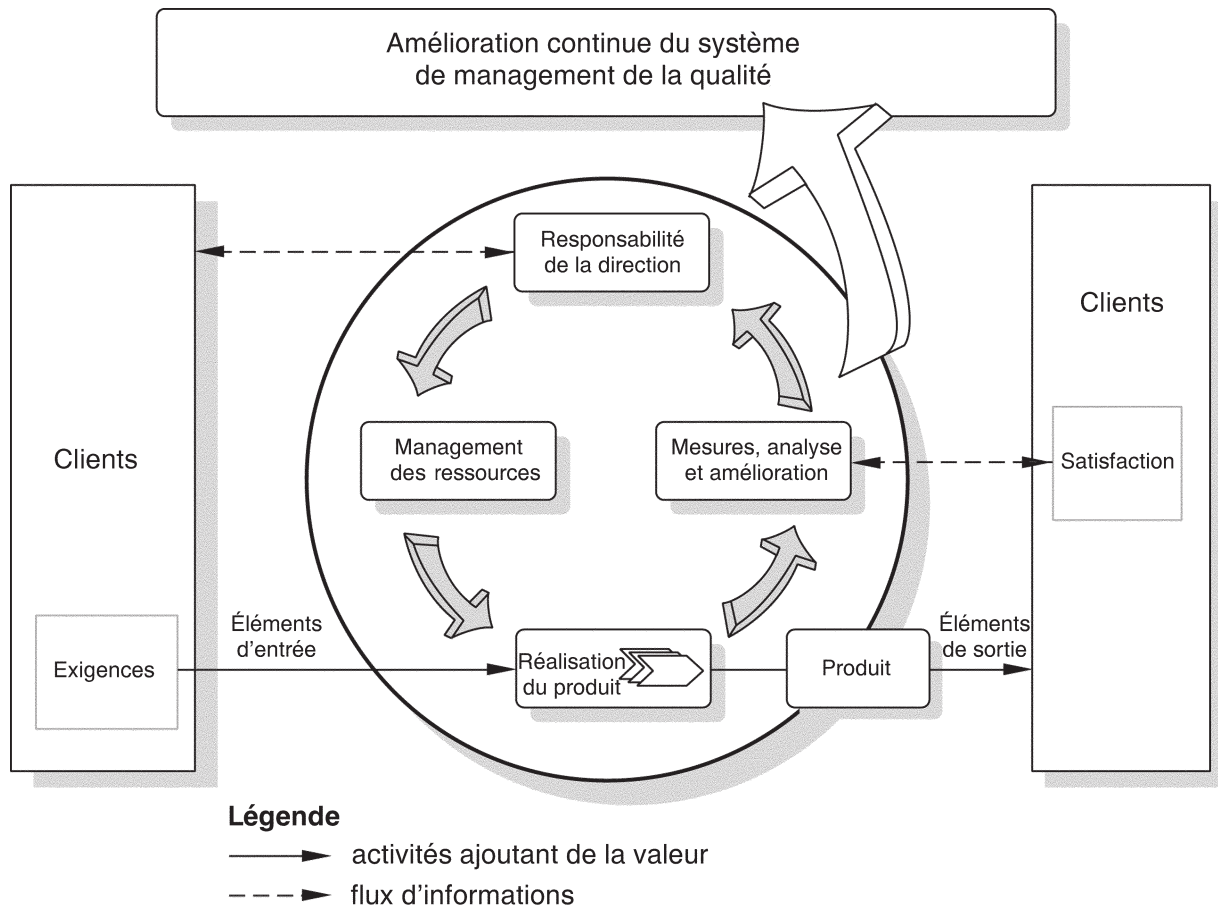 Amélioration continue du système
de management de la qualité
Responsabilité
de la direction
Clients
Clients
Management
des ressources
Mesures, analyse
et amélioration
Satisfaction
Éléments
d'entrée
Éléments
de sortie
Exigences
Réalisation
du produit
Produit
Légende
activités ajoutant de la valeur
flux d'informations